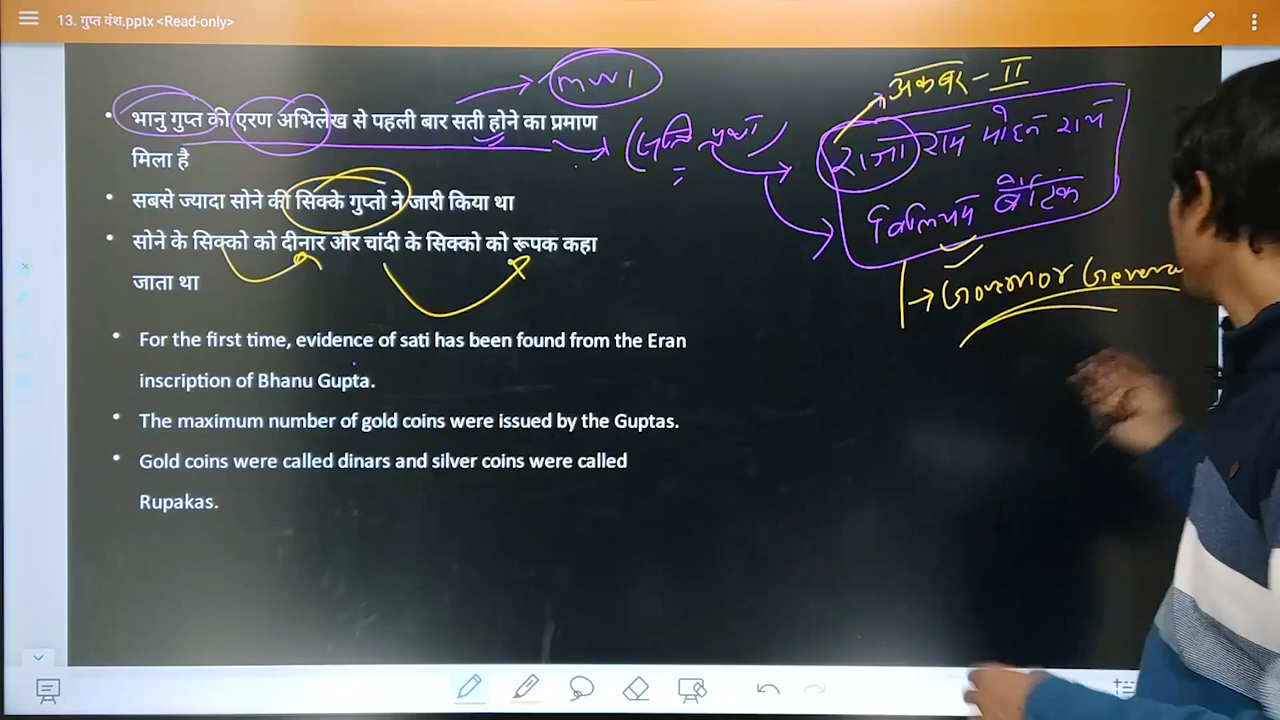 13. गुप्त वंश.pptx <Read-only>
भानु गुप्त की एरण अभिलेख से पहली बार सती होने का प्रमाण
मिला है
सबसे ज्यादा सोने की सिक्के गुप्तो ने जारी किया था
सोने के सिक्को को दीनार और चांदी के सिक्को को रूपक कहा
जाता था
For the first time, evidence of sati has been found from the Eran
inscription of Bhanu Gupta.
The maximum number of gold coins were issued by the Guptas.
Gold coins were called dinars and silver coins were called
Rupakas.
अकबर - II
राजा राम मोहन राय
विलियम बैंटिक
→ Governor General